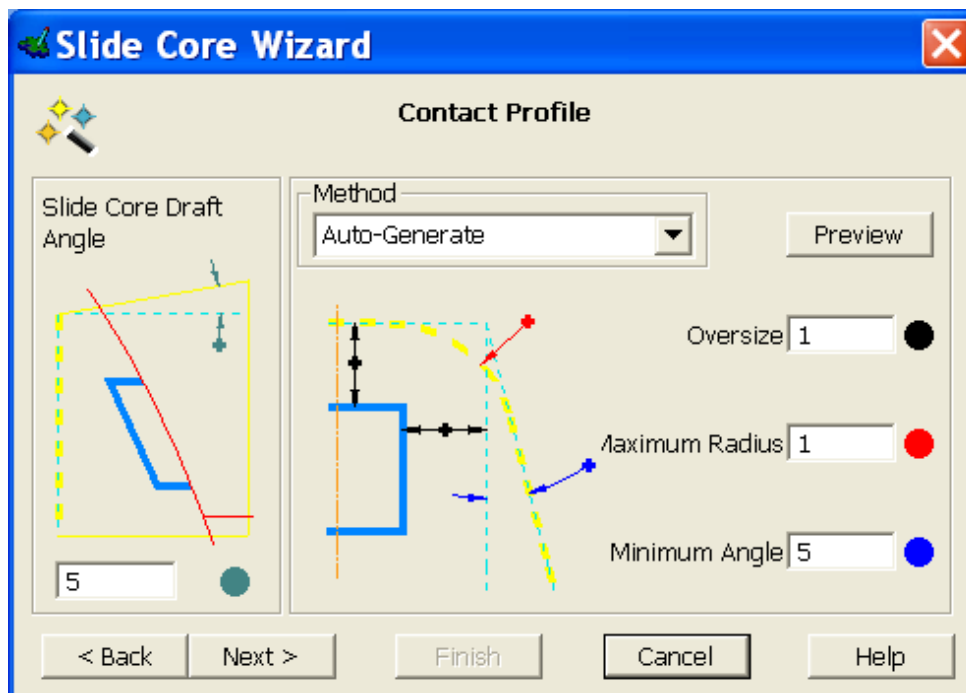 Slide Core Wizard
Contact Profile
Slide Core Draft
Angle
5
Method
Auto-Generate
Preview
Oversize 1
Maximum Radius 1
Minimum Angle 5
< Back
Next >
Finish
Cancel
Help